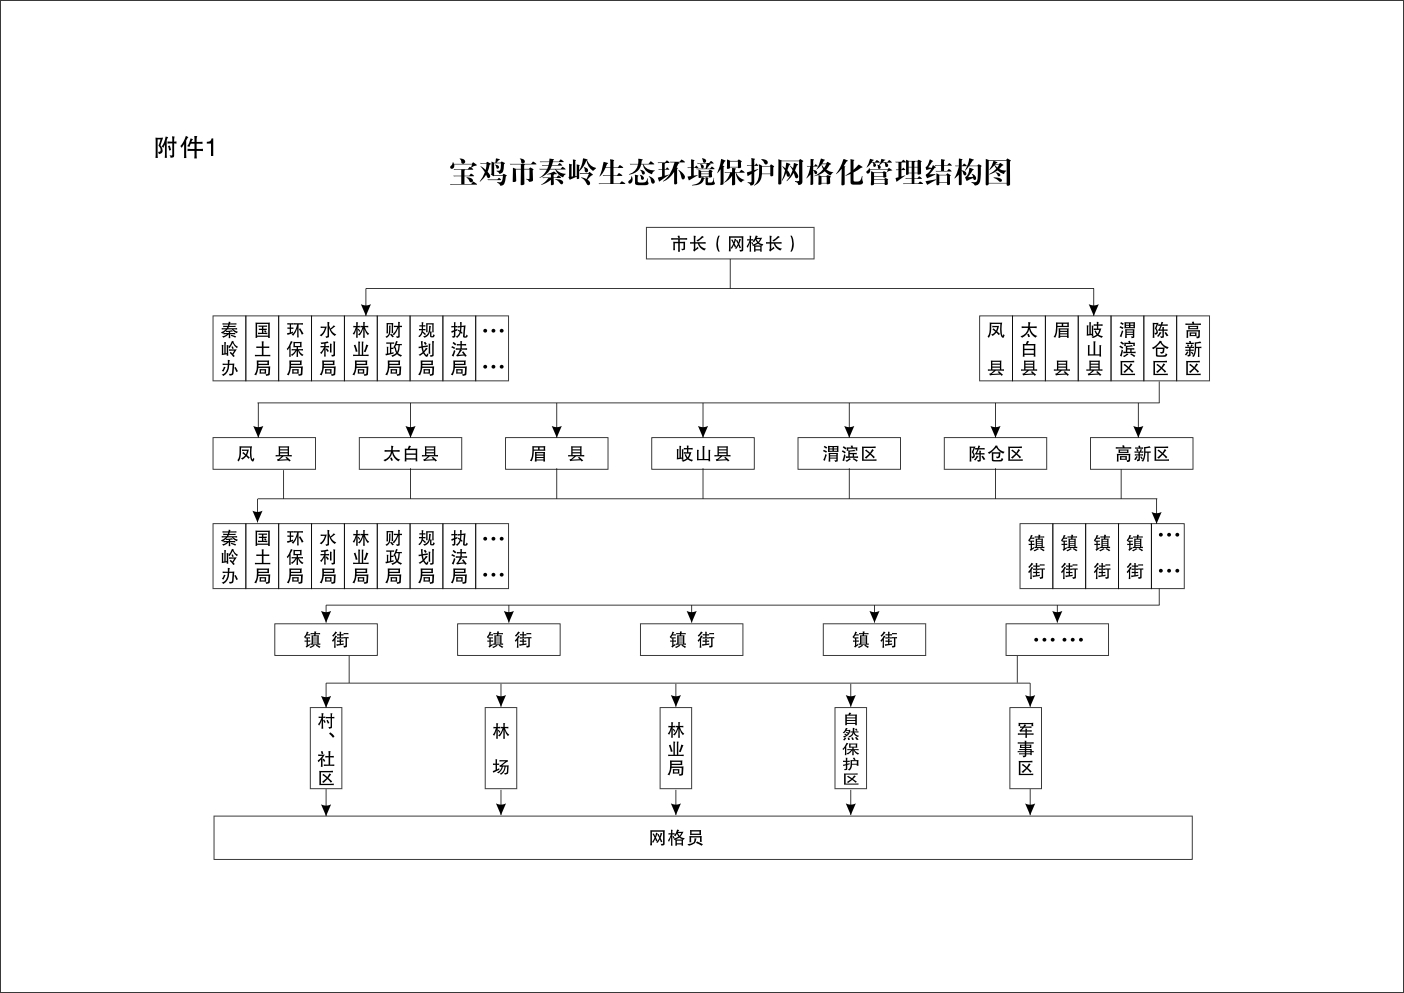 附件1
宝鸡市秦岭生态环境保护网格化管理结构图
市长（网格长）
秦岭办 国土局 环保局 水利局 林业局 财政局 规划局 执法局 ……
凤县 太白县 眉县 岐山县 渭滨区 陈仓区 高新区
凤 县 太白县 眉 县 岐山县 渭滨区 陈仓区 高新区
秦岭办 国土局 环保局 水利局 林业局 财政局 规划局 执法局 ……
镇街 镇街 镇街 镇街 ……
镇 街 镇 街 镇 街 镇 街 ……
村、社区 林场 林业局 自然保护区 军事区
网格员